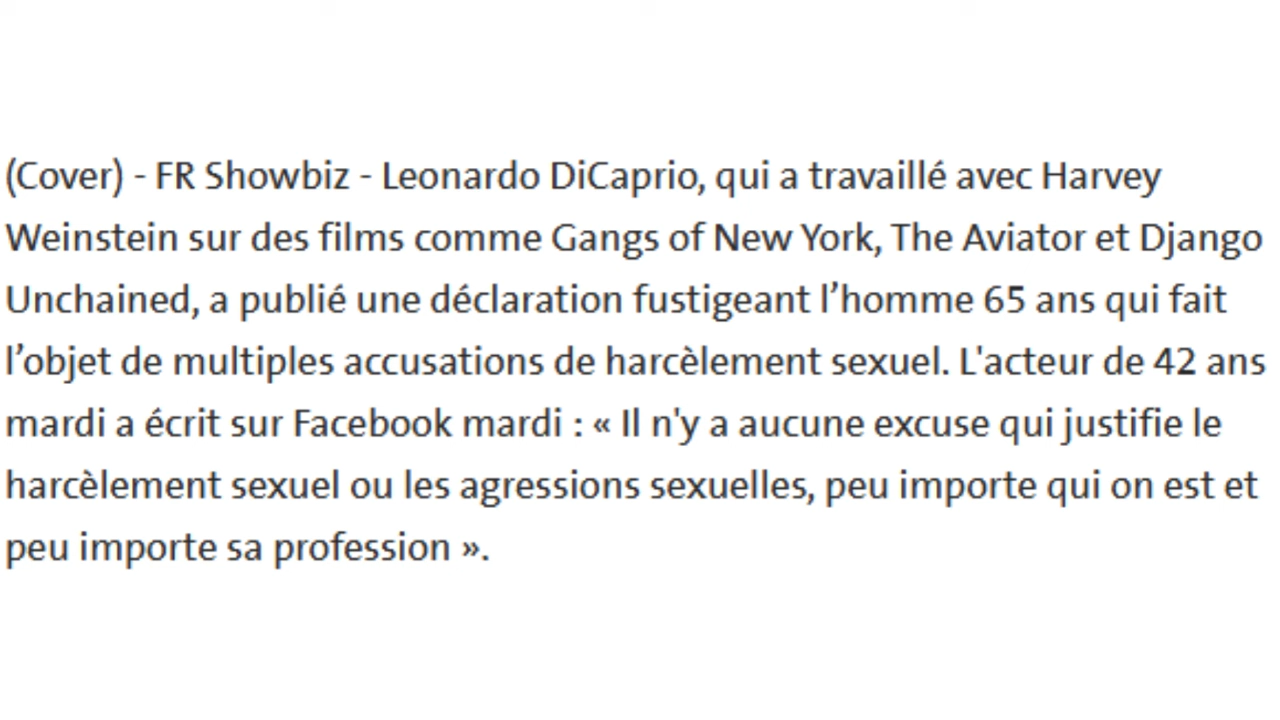 (Cover) - FR Showbiz - Leonardo DiCaprio, qui a travaillé avec Harvey
Weinstein sur des films comme Gangs of New York, The Aviator et Django
Unchained, a publié une déclaration fustigeant l’homme 65 ans qui fait
l’objet de multiples accusations de harcèlement sexuel. L'acteur de 42 ans
mardi a écrit sur Facebook mardi : « Il n'y a aucune excuse qui justifie le
harcèlement sexuel ou les agressions sexuelles, peu importe qui on est et
peu importe sa profession ».